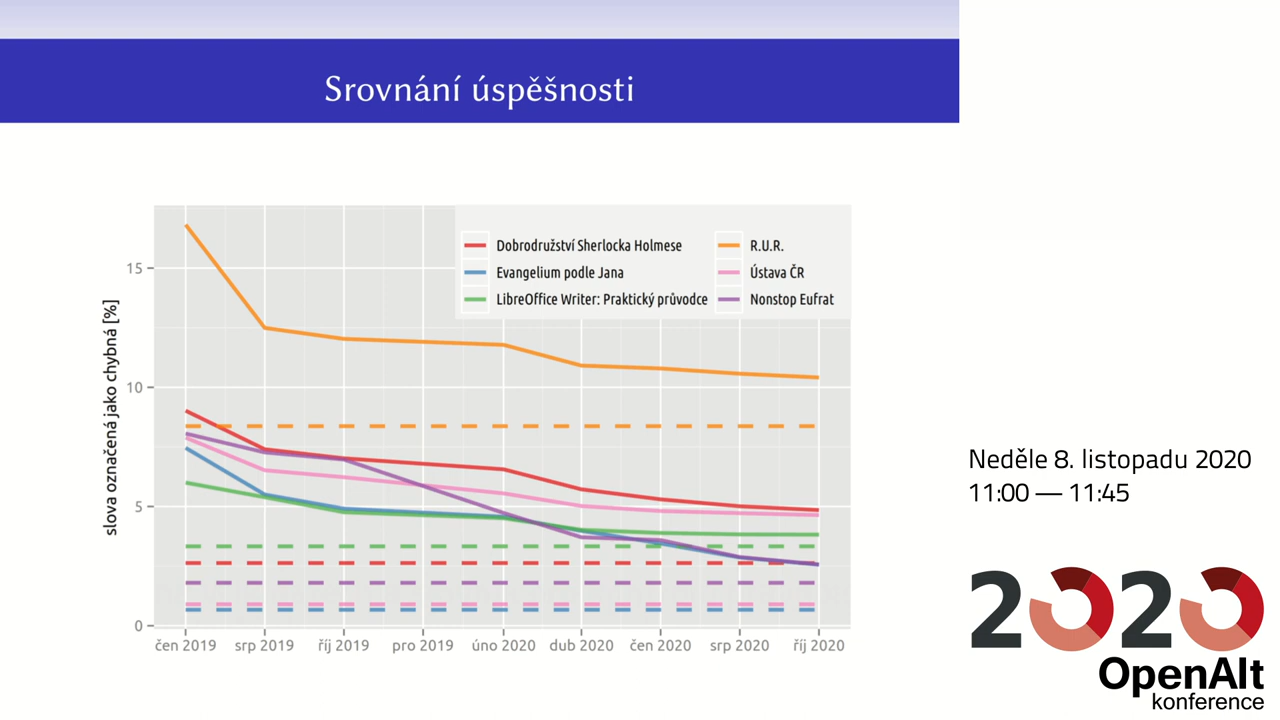 Srovnání úspěšnosti
slova označená jako chybná [%]
15
10
5
0
Dobrodružství Sherlocka Holmese
Evangelium podle Jana
LibreOffice Writer: Praktický průvodce
R.U.R.
Ústava ČR
Nonstop Eufrat
čen 2019 srp 2019 říj 2019 pro 2019 úno 2020 dub 2020 čen 2020 srp 2020 říj 2020
Neděle 8. listopadu 2020
11:00 — 11:45
2020
OpenAlt
konference